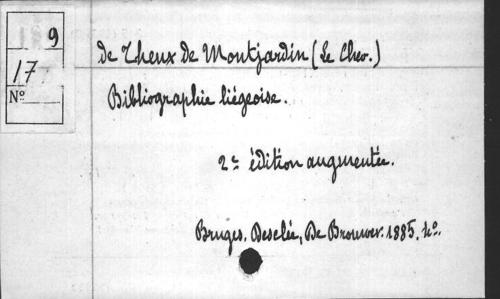 9
17
Nº
de Theux de Montjardin (Le Chev.)
Bibliographie liégeoise.
2e édition augmentée.
Bruges. Desclée, De Brouwer. 1885. 4o.